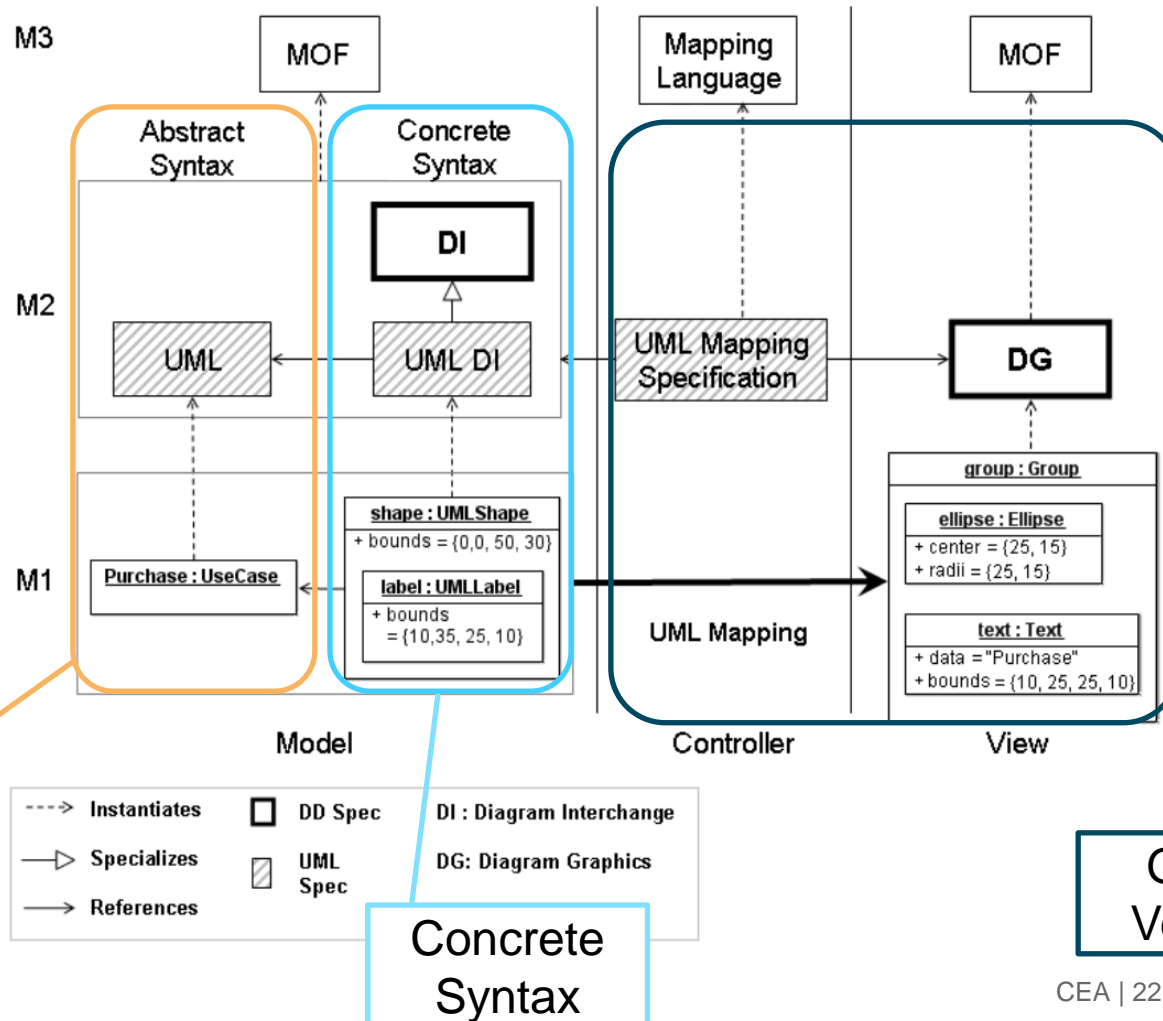 M3
MOF
Mapping
Language
MOF
Abstract
Syntax
Concrete
Syntax
DI
M2
UML
UML DI
UML Mapping
Specification
DG
M1
Purchase : UseCase
shape : UMLShape
+ bounds = {0,0, 50, 30}
label : UMLLabel
+ bounds
= {10,35, 25, 10}
UML Mapping
group : Group
ellipse : Ellipse
+ center = {25, 15}
+ radii = {25, 15}
text : Text
+ data = "Purchase"
+ bounds = {10, 25, 25, 10}
Model
Controller
View
Instantiates
DD Spec
DI : Diagram Interchange
Specializes
UML
Spec
DG: Diagram Graphics
References
Concrete
Syntax
CEA | 22